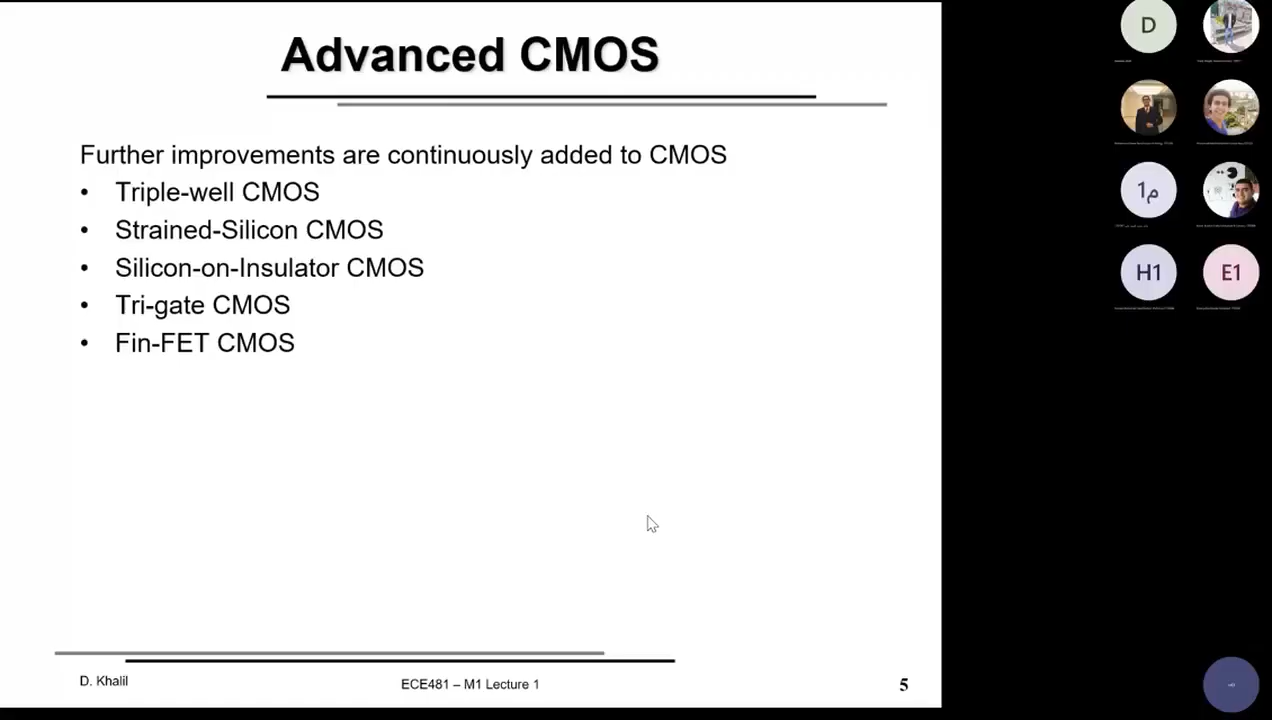 Advanced CMOS
Further improvements are continuously added to CMOS
• Triple-well CMOS
• Strained-Silicon CMOS
• Silicon-on-Insulator CMOS
• Tri-gate CMOS
• Fin-FET CMOS
D. Khalil
ECE481 – M1 Lecture 1
5
D
م1
H1
E1